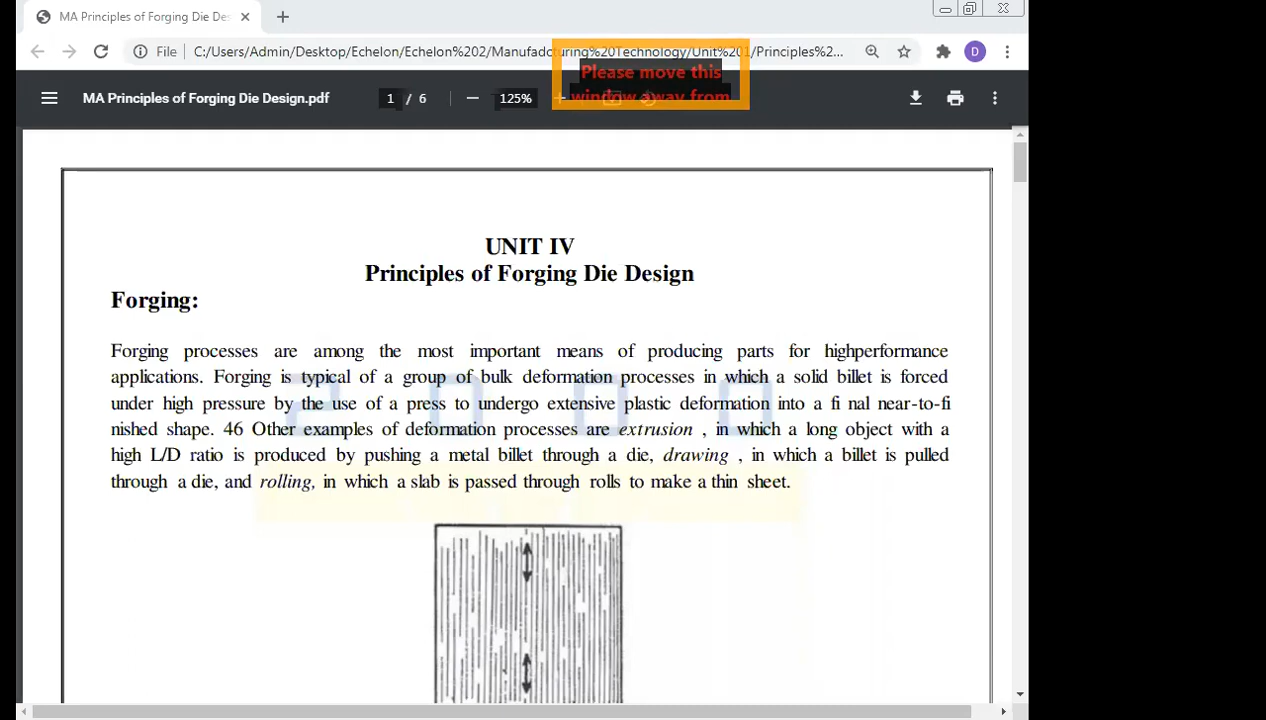 MA Principles of Forging Die Des
File C:/Users/Admin/Desktop/Echelon/Echelon%202/Manufadcturing%20Technology/Unit%201/Principles%2...
D
Please move this
window away from
MA Principles of Forging Die Design.pdf 1 / 6 125%
UNIT IV
Principles of Forging Die Design
Forging:
Forging processes are among the most important means of producing parts for highperformance
applications. Forging is typical of a group of bulk deformation processes in which a solid billet is forced
under high pressure by the use of a press to undergo extensive plastic deformation into a fi nal near-to-fi
nished shape. 46 Other examples of deformation processes are extrusion , in which a long object with a
high L/D ratio is produced by pushing a metal billet through a die, drawing , in which a billet is pulled
through a die, and rolling, in which a slab is passed through rolls to make a thin sheet.
2000